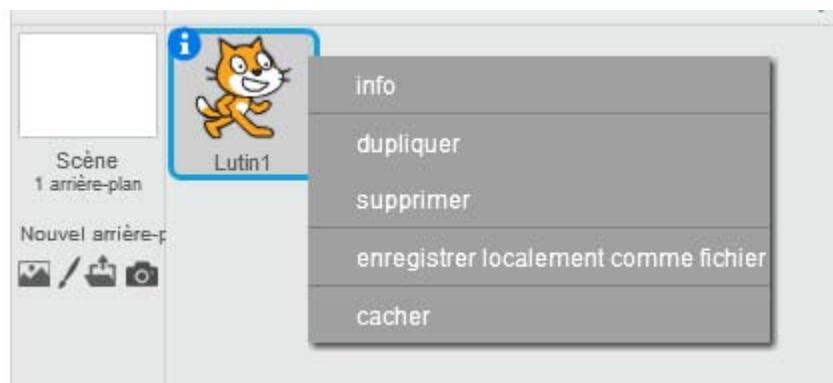 Scène
1 arrière-plan
Nouvel arrière-p
Lutin1
info
dupliquer
supprimer
enregistrer localement comme fichier
cacher